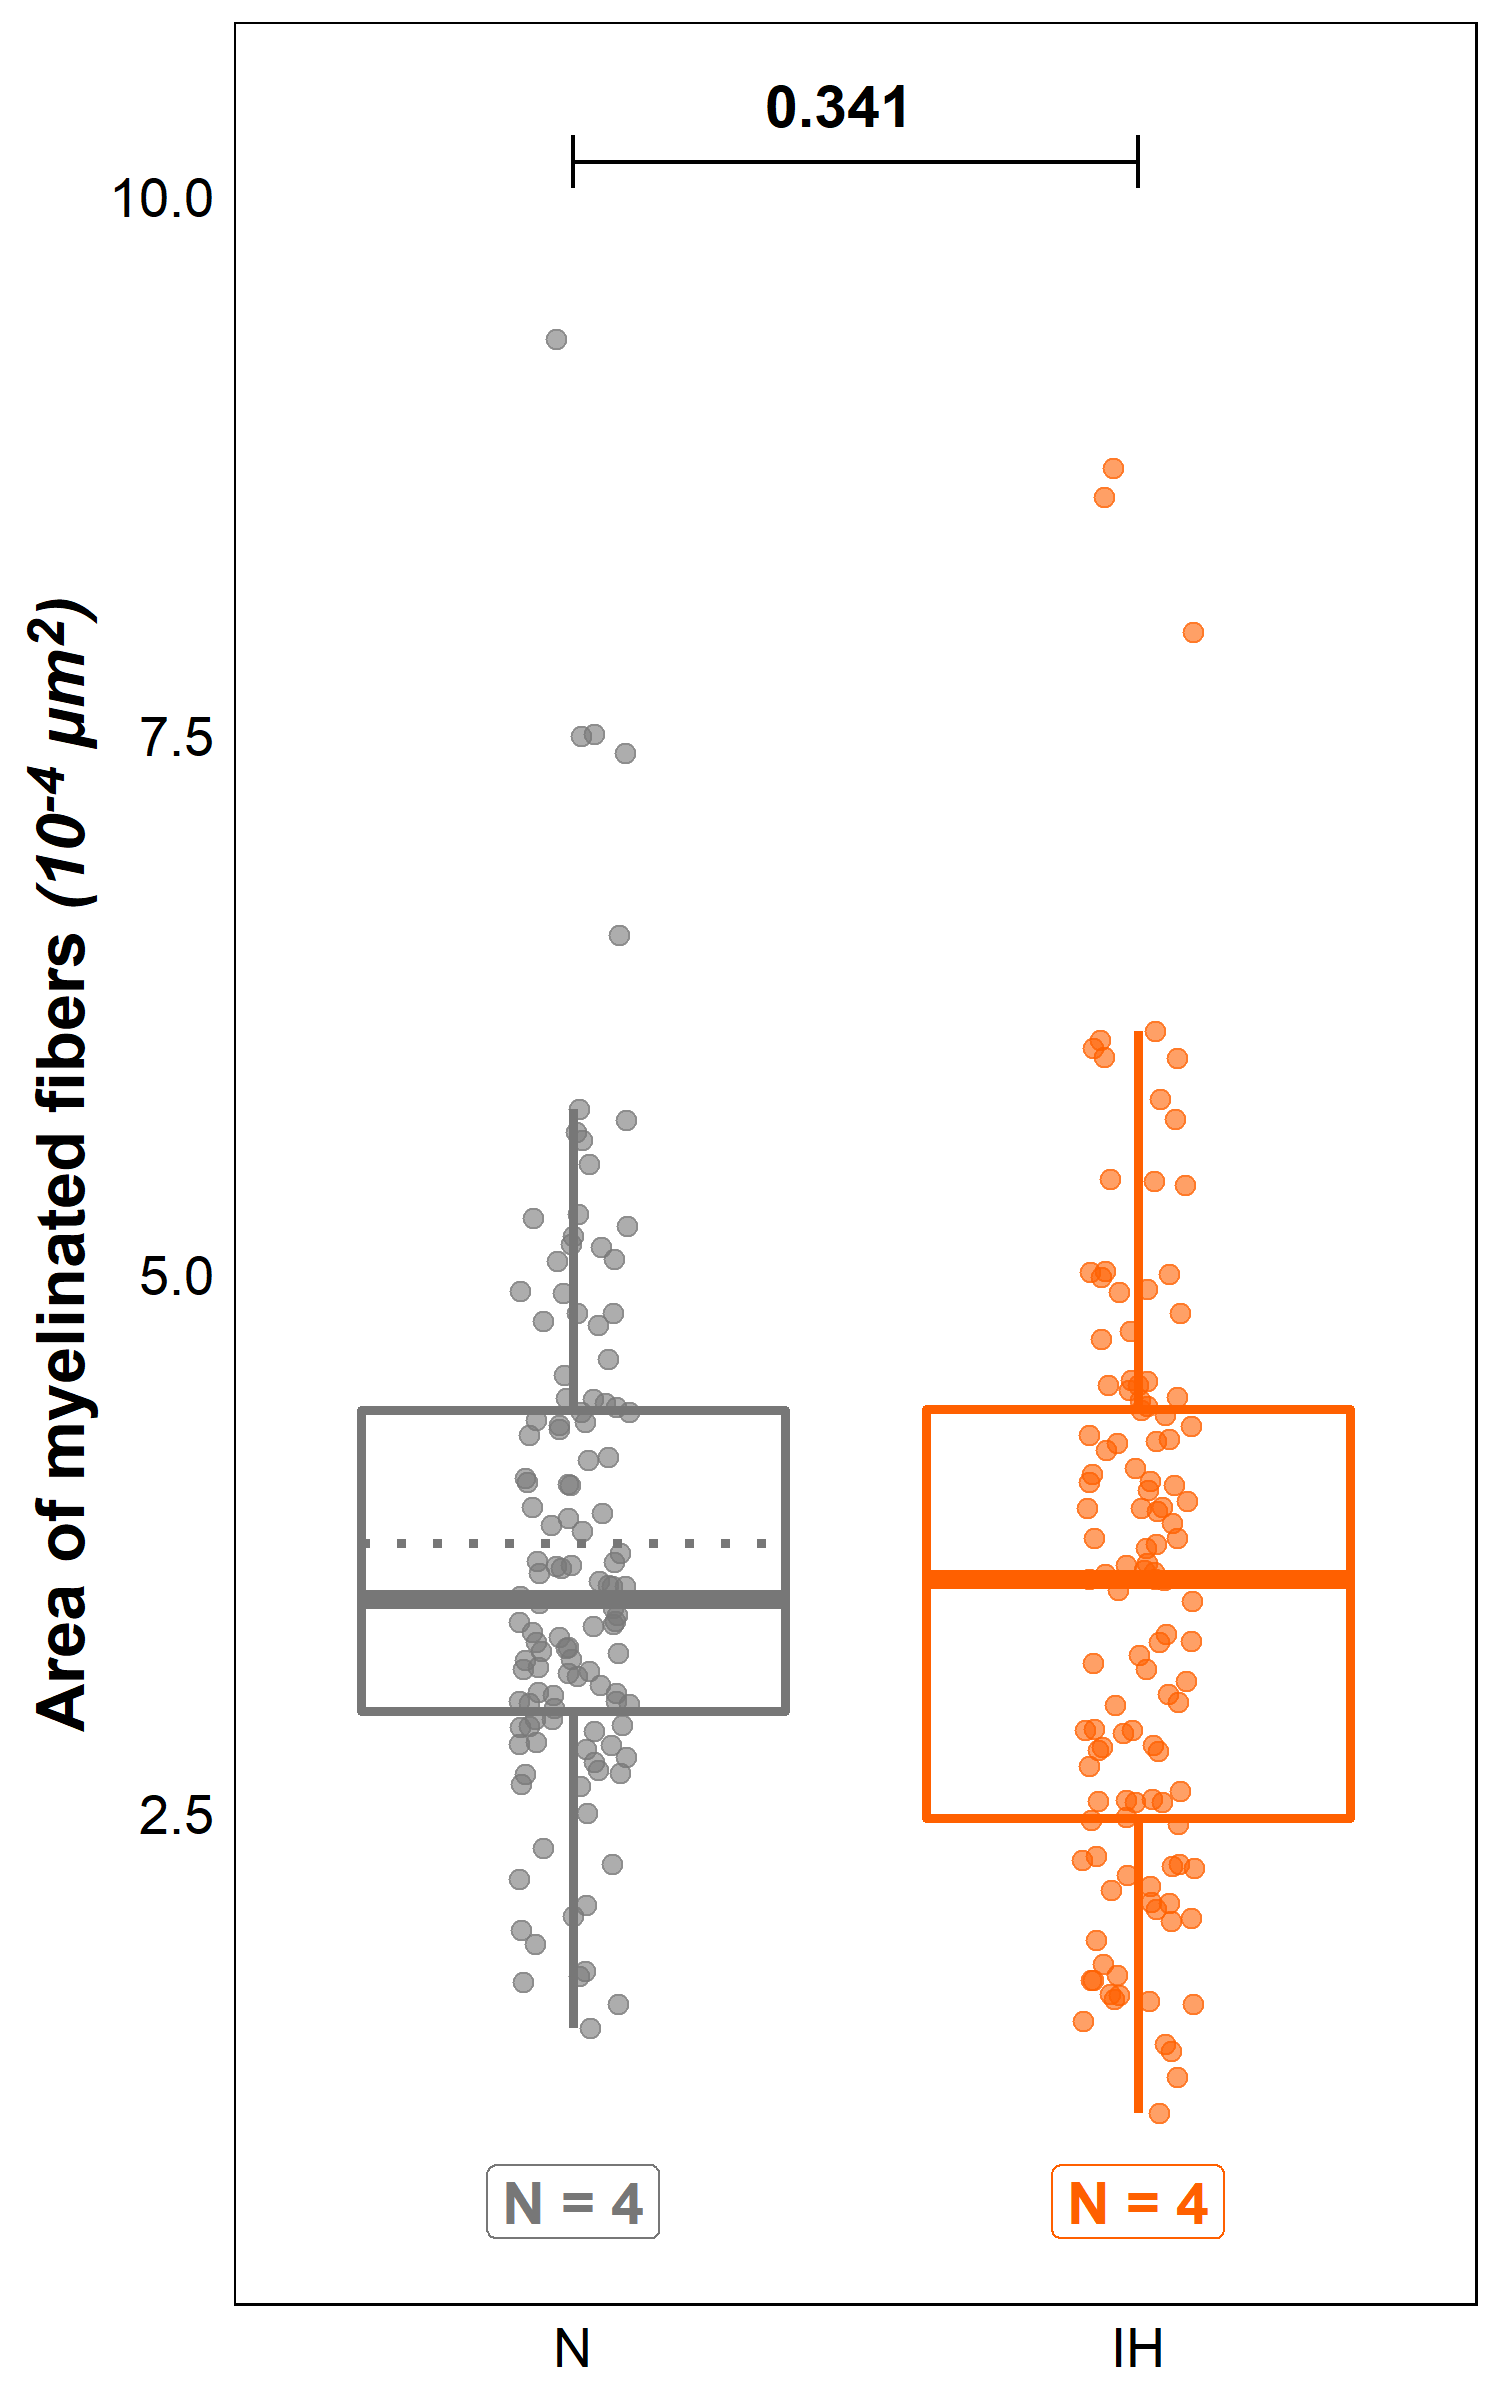 0.341
10.0
7.5
5.0
2.5
Area of myelinated fibers (10⁻⁴ µm²)
N = 4
N = 4
N
IH